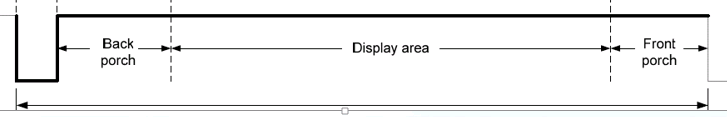 Back
porch
Display area
Front
porch